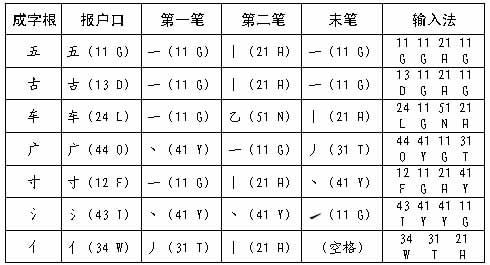 成字根 报户口 第一笔 第二笔 末笔 输入法
五 五 (11 G) 一 (11 G) 丨 (21 H) 一 (11 G) 11 11 21 11
G G H G
古 古 (13 D) 一 (11 G) 丨 (21 H) 一 (11 G) 13 11 21 11
D G H G
车 车 (24 L) 一 (11 G) 乙 (51 N) 丨 (21 H) 24 11 51 21
L G N H
广 广 (44 O) 丶 (41 Y) 一 (11 G) 丿 (31 T) 44 41 11 31
O Y G T
寸 寸 (12 F) 一 (11 G) 丨 (21 H) 丶 (41 Y) 12 11 21 41
F G H Y
氵 氵 (43 T) 丶 (41 Y) 丶 (41 Y) ㇀ (11 G) 43 41 41 11
T Y Y G
亻 亻 (34 W) 丿 (31 T) 丨 (21 H) (空格) 34 31 21
W T H